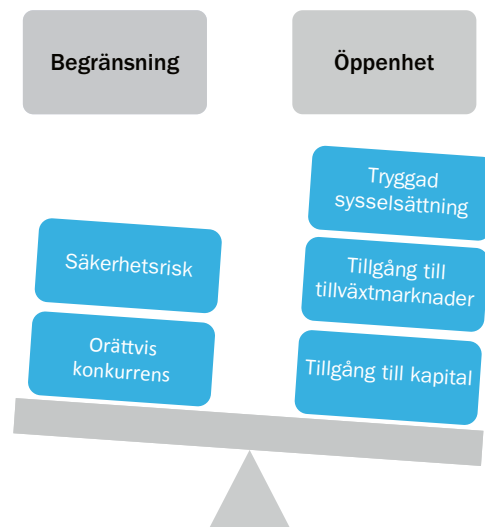 Begränsning
Öppenhet
Tryggad
sysselsättning
Säkerhetsrisk
Tillgång till
tillväxtmarknader
Orättvis
konkurrens
Tillgång till kapital